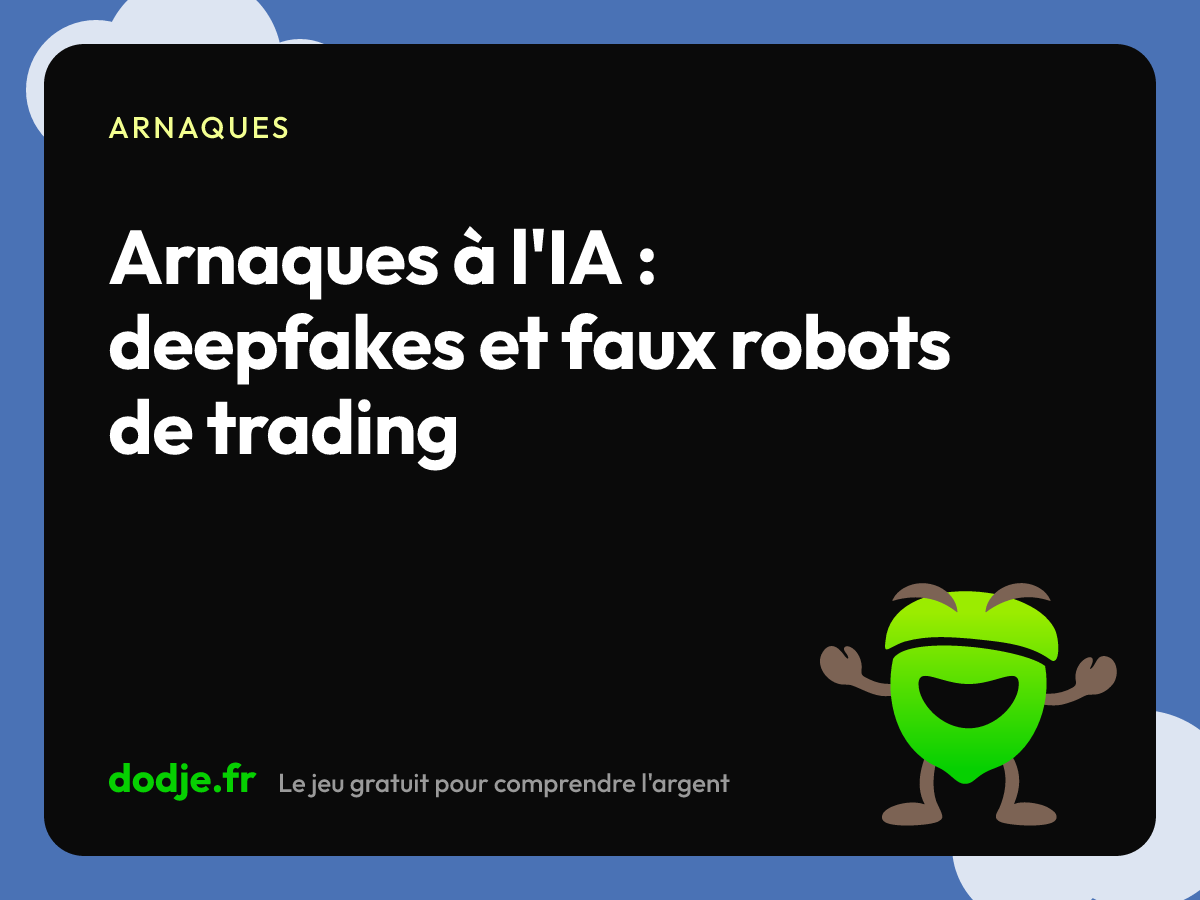 ARNAQUES
Arnaques à l'IA :
deepfakes et faux robots
de trading
dodje.fr Le jeu gratuit pour comprendre l'argent